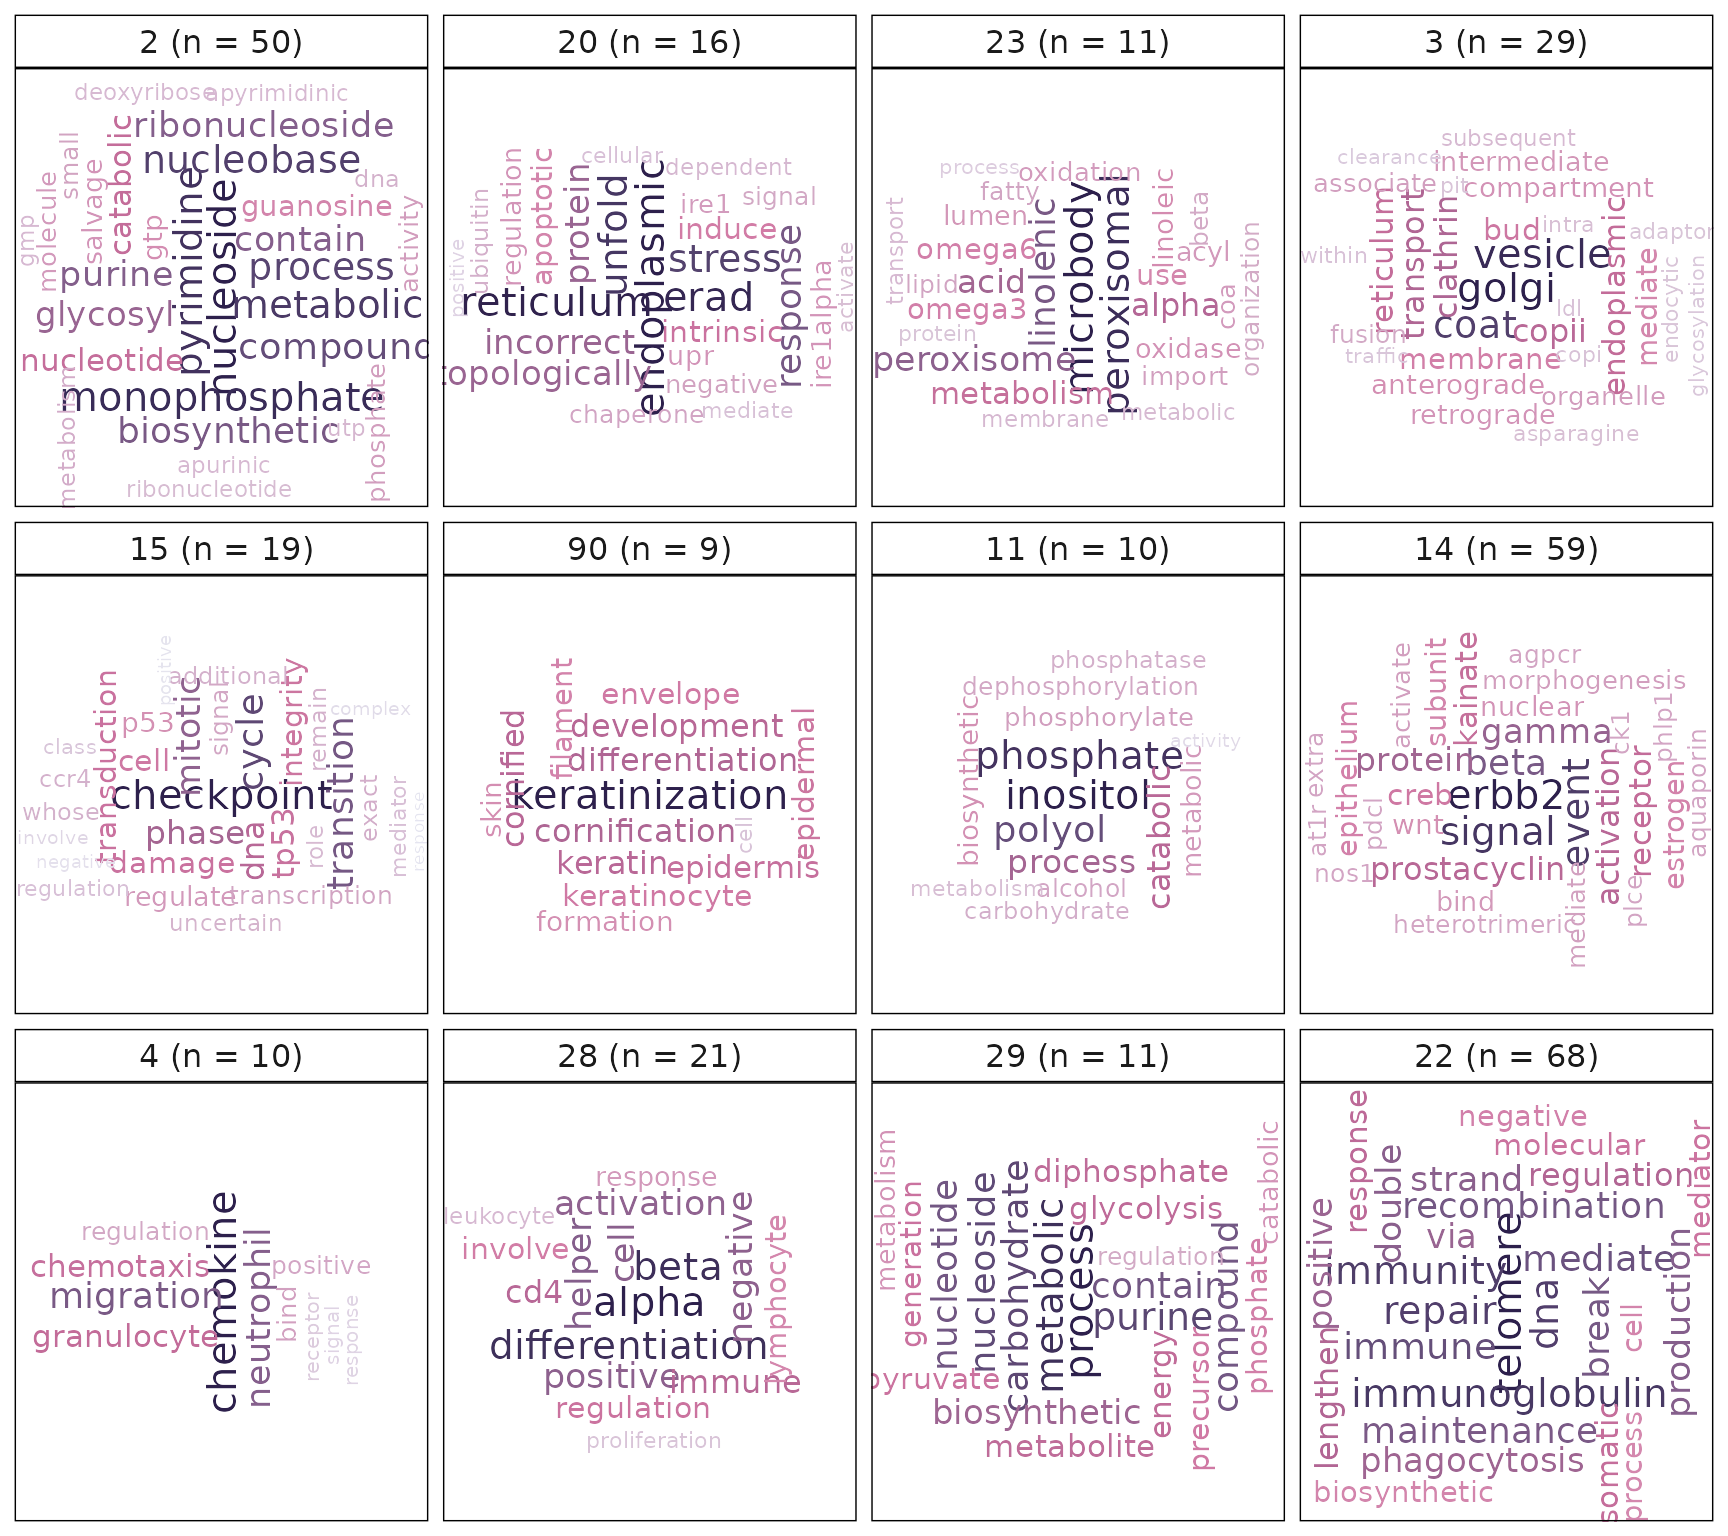 2 (n = 50)
deoxyribose
apyrimidinic
ribonucleoside
nucleobase
catabolic
small
salvage
molecule
gmp
gtp
pyrimidine
nucleoside
dna
guanosine
contain
activity
purine
process
glycosyl
metabolic
nucleotide
compound
monophosphate
metabolism
phosphate
biosynthetic
utp
apurinic
ribonucleotide
20 (n = 16)
cellular
dependent
regulation
apoptotic
protein
unfold
endoplasmic
ire1
signal
ubiquitin
induce
positive
stress
response
activate
ire1alpha
reticulum
erad
intrinsic
incorrect
upr
topologically
negative
chaperone
mediate
23 (n = 11)
process
oxidation
fatty
linoleic
beta
lumen
transport
linolenic
microbody
peroxisomal
omega6
acyl
organization
lipid
acid
use
omega3
alpha
coa
protein
peroxisome
oxidase
import
metabolism
membrane
metabolic
3 (n = 29)
subsequent
clearance
intermediate
associate
pit
compartment
reticulum
transport
clathrin
bud
intra
endoplasmic
adaptor
within
vesicle
mediate
endocytic
glycosylation
golgi
ldl
fusion
coat
copii
traffic
membrane
copi
anterograde
organelle
retrograde
asparagine
15 (n = 19)
positive
additional
transduction
mitotic
signal
cycle
integrity
remain
complex
p53
class
cell
transition
ccr4
checkpoint
exact
mediator
response
whose
phase
dna
tp53
role
involve
negative
damage
regulation
regulate
transcription
uncertain
90 (n = 9)
filament
envelope
cornified
development
epidermal
differentiation
skin
keratinization
cornification
cell
keratin
epidermis
keratinocyte
formation
11 (n = 10)
phosphatase
dephosphorylation
biosynthetic
phosphorylate
activity
phosphate
metabolic
inositol
catabolic
polyol
process
metabolism
alcohol
carbohydrate
14 (n = 59)
activate
subunit
kainate
agpcr
morphogenesis
nuclear
phlp1
epithelium
extra
gamma
ck1
aquaporin
protein
beta
event
activation
receptor
estrogen
at1r
pdcl
creb
erbb2
wnt
signal
nos1
prostacyclin
plce
mediate
bind
heterotrimeric
4 (n = 10)
chemokine
regulation
neutrophil
chemotaxis
positive
migration
bind
receptor
signal
response
granulocyte
28 (n = 21)
response
activation
negative
leukocyte
helper
cell
lymphocyte
involve
beta
cd4
alpha
differentiation
positive
immune
regulation
proliferation
29 (n = 11)
metabolism
catabolic
generation
nucleotide
nucleoside
carbohydrate
metabolic
process
diphosphate
glycolysis
compound
regulation
phosphate
contain
purine
energy
precursor
pyruvate
biosynthetic
metabolite
22 (n = 68)
response
negative
mediator
molecular
double
strand
regulation
positive
recombination
telomere
via
production
mediate
immunity
dna
break
cell
repair
lengthen
immune
immunoglobulin
somatic
process
maintenance
phagocytosis
biosynthetic